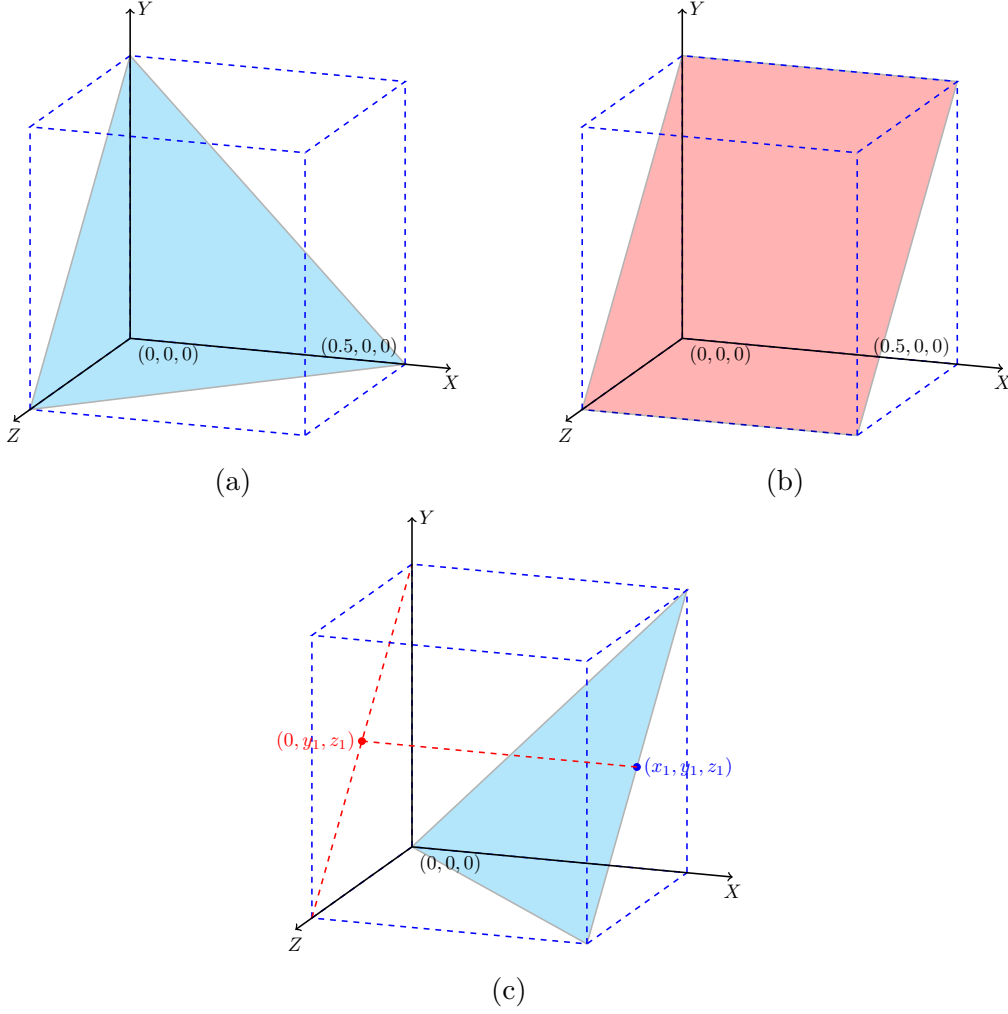 Y
(0, 0, 0)
(0.5, 0, 0)
X
Z
(a)
Y
(0, 0, 0)
(0.5, 0, 0)
X
Z
(b)
Y
(0, y₁, z₁)
(x₁, y₁, z₁)
(0, 0, 0)
X
Z
(c)